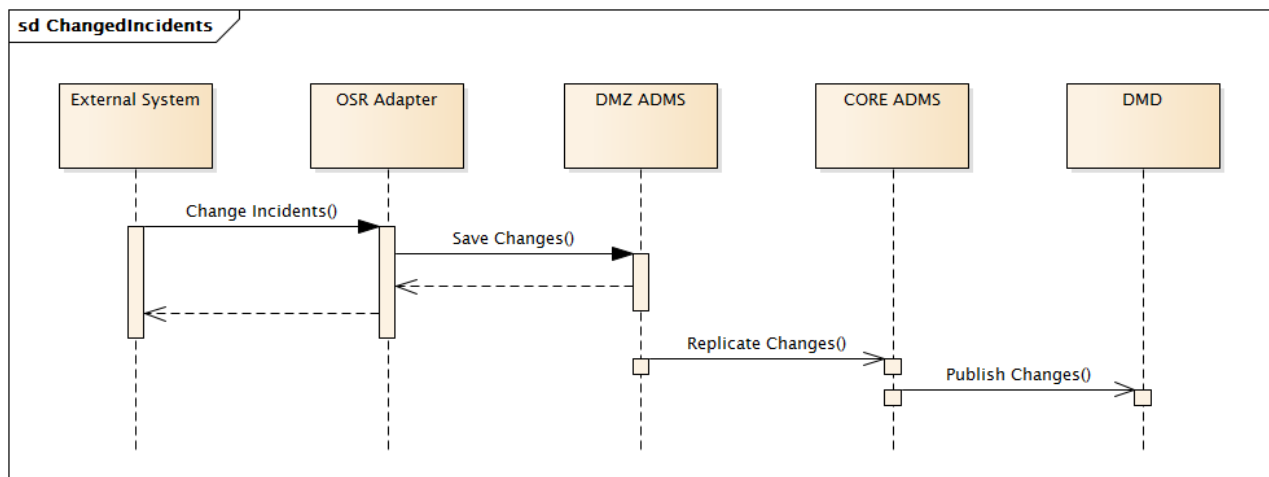 sd ChangedIncidents
External System
OSR Adapter
DMZ ADMS
CORE ADMS
DMD
Change Incidents()
Save Changes()
Replicate Changes()
Publish Changes()